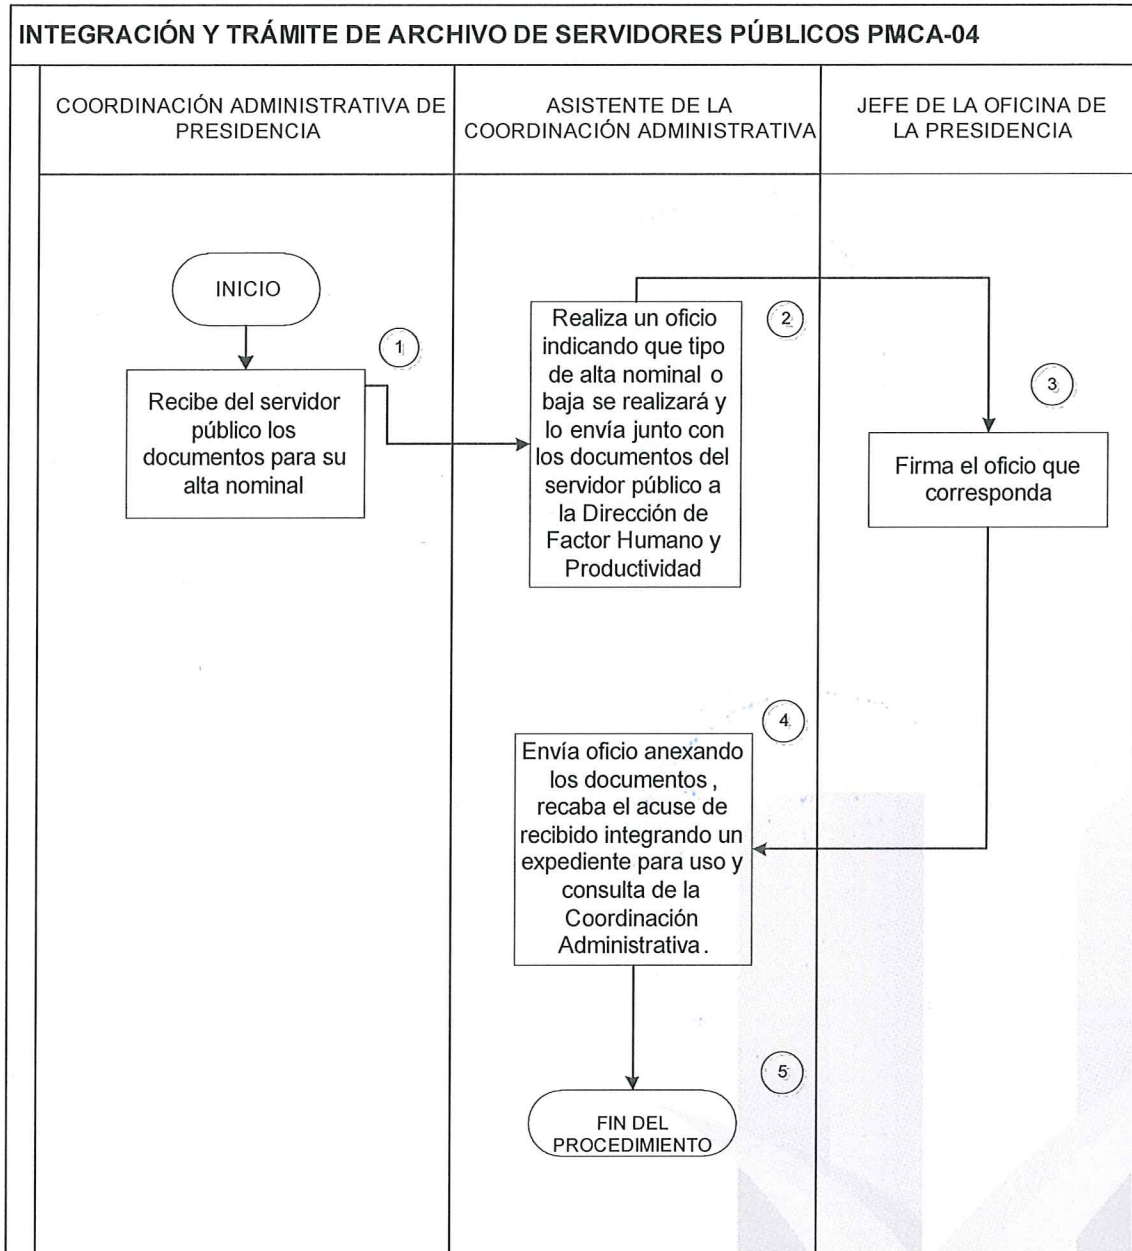 INTEGRACIÓN Y TRÁMITE DE ARCHIVO DE SERVIDORES PÚBLICOS PMCA-04
COORDINACIÓN ADMINISTRATIVA DE
PRESIDENCIA
ASISTENTE DE LA
COORDINACIÓN ADMINISTRATIVA
JEFE DE LA OFICINA DE
LA PRESIDENCIA
INICIO
1
Recibe del servidor
público los
documentos para su
alta nominal
2
Realiza un oficio
indicando que tipo
de alta nominal o
baja se realizará y
lo envía junto con
los documentos del
servidor público a
la Dirección de
Factor Humano y
Productividad
3
Firma el oficio que
corresponda
4
Envía oficio anexando
los documentos ,
recaba el acuse de
recibido integrando un
expediente para uso y
consulta de la
Coordinación
Administrativa .
5
FIN DEL
PROCEDIMIENTO